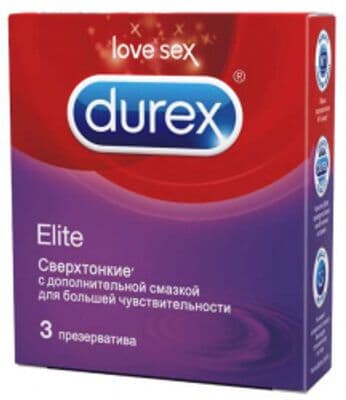 love sex
durex ®
Elite
Сверхтонкие*
с дополнительной смазкой
для большей чувствительности
3 презерватива